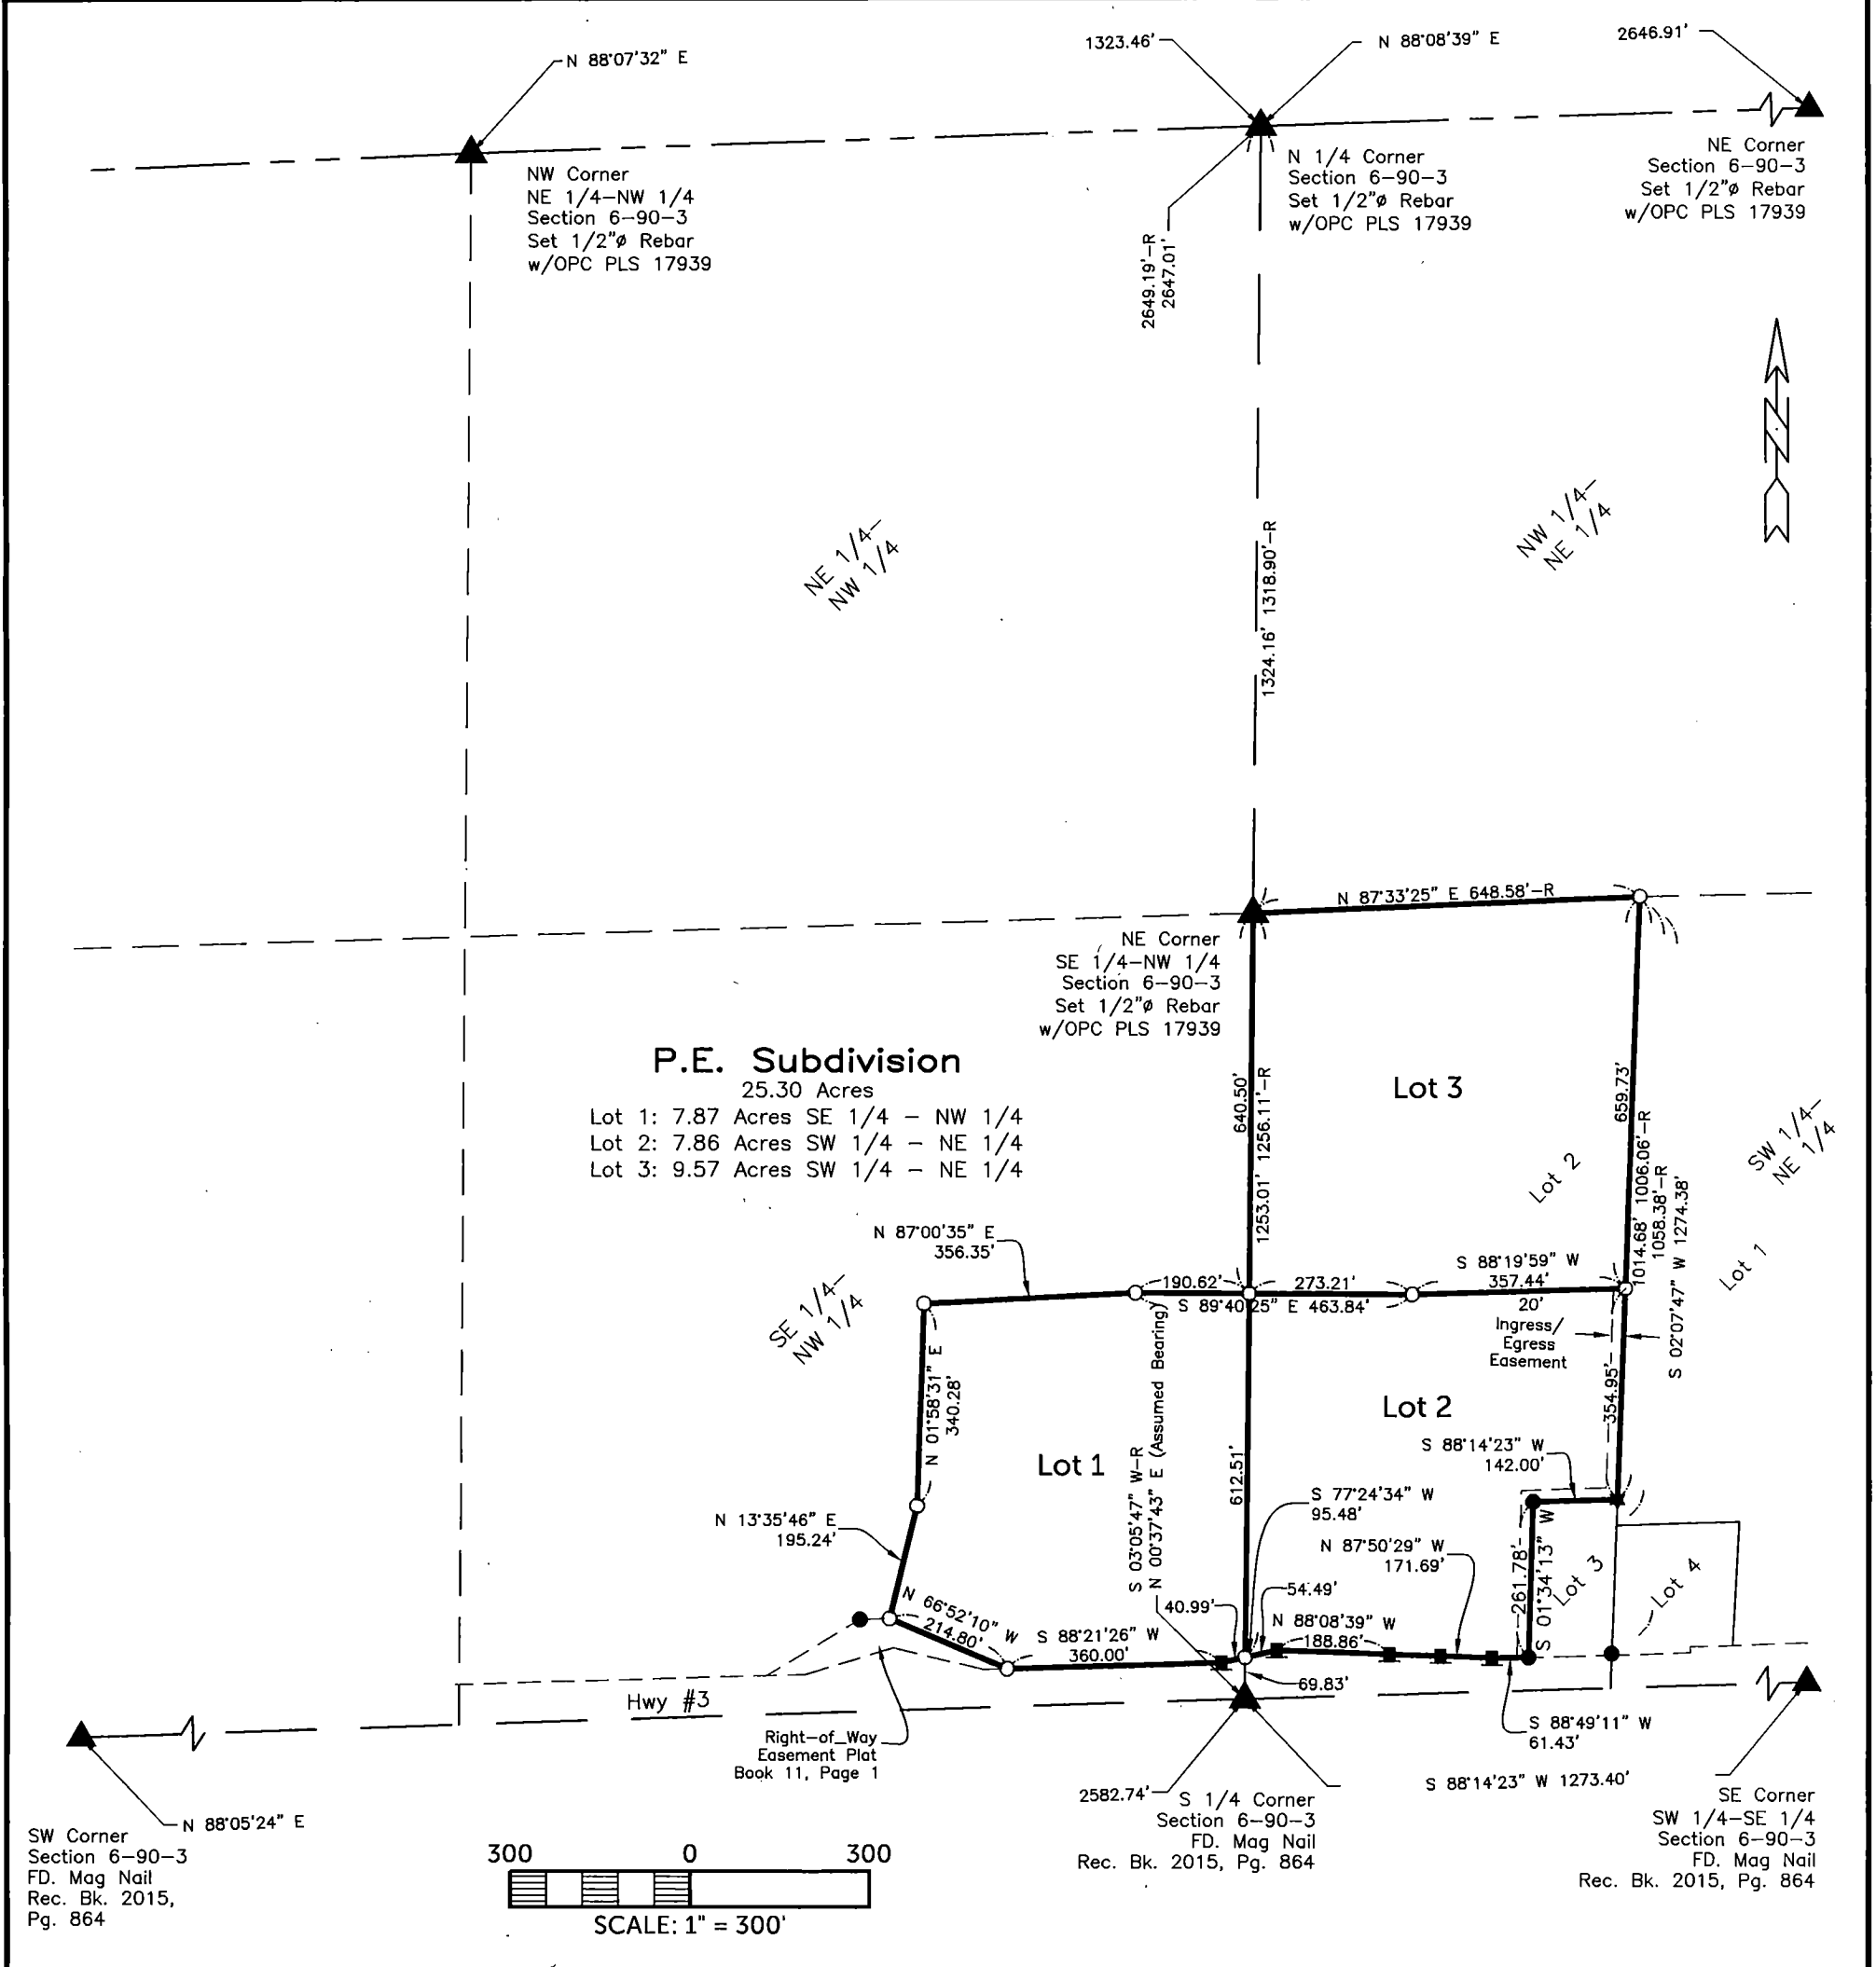 N 88°07'32" E
1323.46'
N 88°08'39" E
2646.91'
NW Corner
NE 1/4-NW 1/4
Section 6-90-3
Set 1/2"ø Rebar
w/OPC PLS 17939
N 1/4 Corner
Section 6-90-3
Set 1/2"ø Rebar
w/OPC PLS 17939
NE Corner
Section 6-90-3
Set 1/2"ø Rebar
w/OPC PLS 17939
2649.19'-R
2647.01'
N
NE 1/4-
NW 1/4
NW 1/4-
NE 1/4
1324.16' 1318.90'-R
N 87°33'25" E 648.58'-R
NE Corner
SE 1/4-NW 1/4
Section 6-90-3
Set 1/2"ø Rebar
w/OPC PLS 17939
P.E. Subdivision
25.30 Acres
Lot 1: 7.87 Acres SE 1/4 - NW 1/4
Lot 2: 7.86 Acres SW 1/4 - NE 1/4
Lot 3: 9.57 Acres SW 1/4 - NE 1/4
640.50'
1253.01' 1256.11'-R
Lot 3
659.73'
1014.68' 1006.06'-R
1058.38'-R
S 02°07'47" W 1274.38'
SW 1/4-
NE 1/4
Lot 2
Lot 1
N 87°00'35" E
356.35'
190.62'
273.21'
S 89°40'25" E 463.84'
S 88°19'59" W
357.44'
20'
Ingress/
Egress
Easement
SE 1/4-
NW 1/4
N 01°58'31" E
340.28'
Lot 1
S 03°05'47" W-R
N 00°37'43" E (Assumed Bearing)
612.51'
Lot 2
354.95'
S 88°14'23" W
142.00'
N 13°35'46" E
195.24'
S 77°24'34" W
95.48'
N 87°50'29" W
171.69'
261.78'
S 01°34'13" W
Lot 3
Lot 4
N 66°52'10" W
214.80'
S 88°21'26" W
360.00'
40.99'
54.49'
N 88°08'39" W
188.86'
69.83'
Hwy #3
Right-of_Way
Easement Plat
Book 11, Page 1
S 88°49'11" W
61.43'
S 88°14'23" W 1273.40'
2582.74'
S 1/4 Corner
Section 6-90-3
FD. Mag Nail
Rec. Bk. 2015, Pg. 864
SE Corner
SW 1/4-SE 1/4
Section 6-90-3
FD. Mag Nail
Rec. Bk. 2015, Pg. 864
N 88°05'24" E
SW Corner
Section 6-90-3
FD. Mag Nail
Rec. Bk. 2015,
Pg. 864
300 0 300
SCALE: 1" = 300'